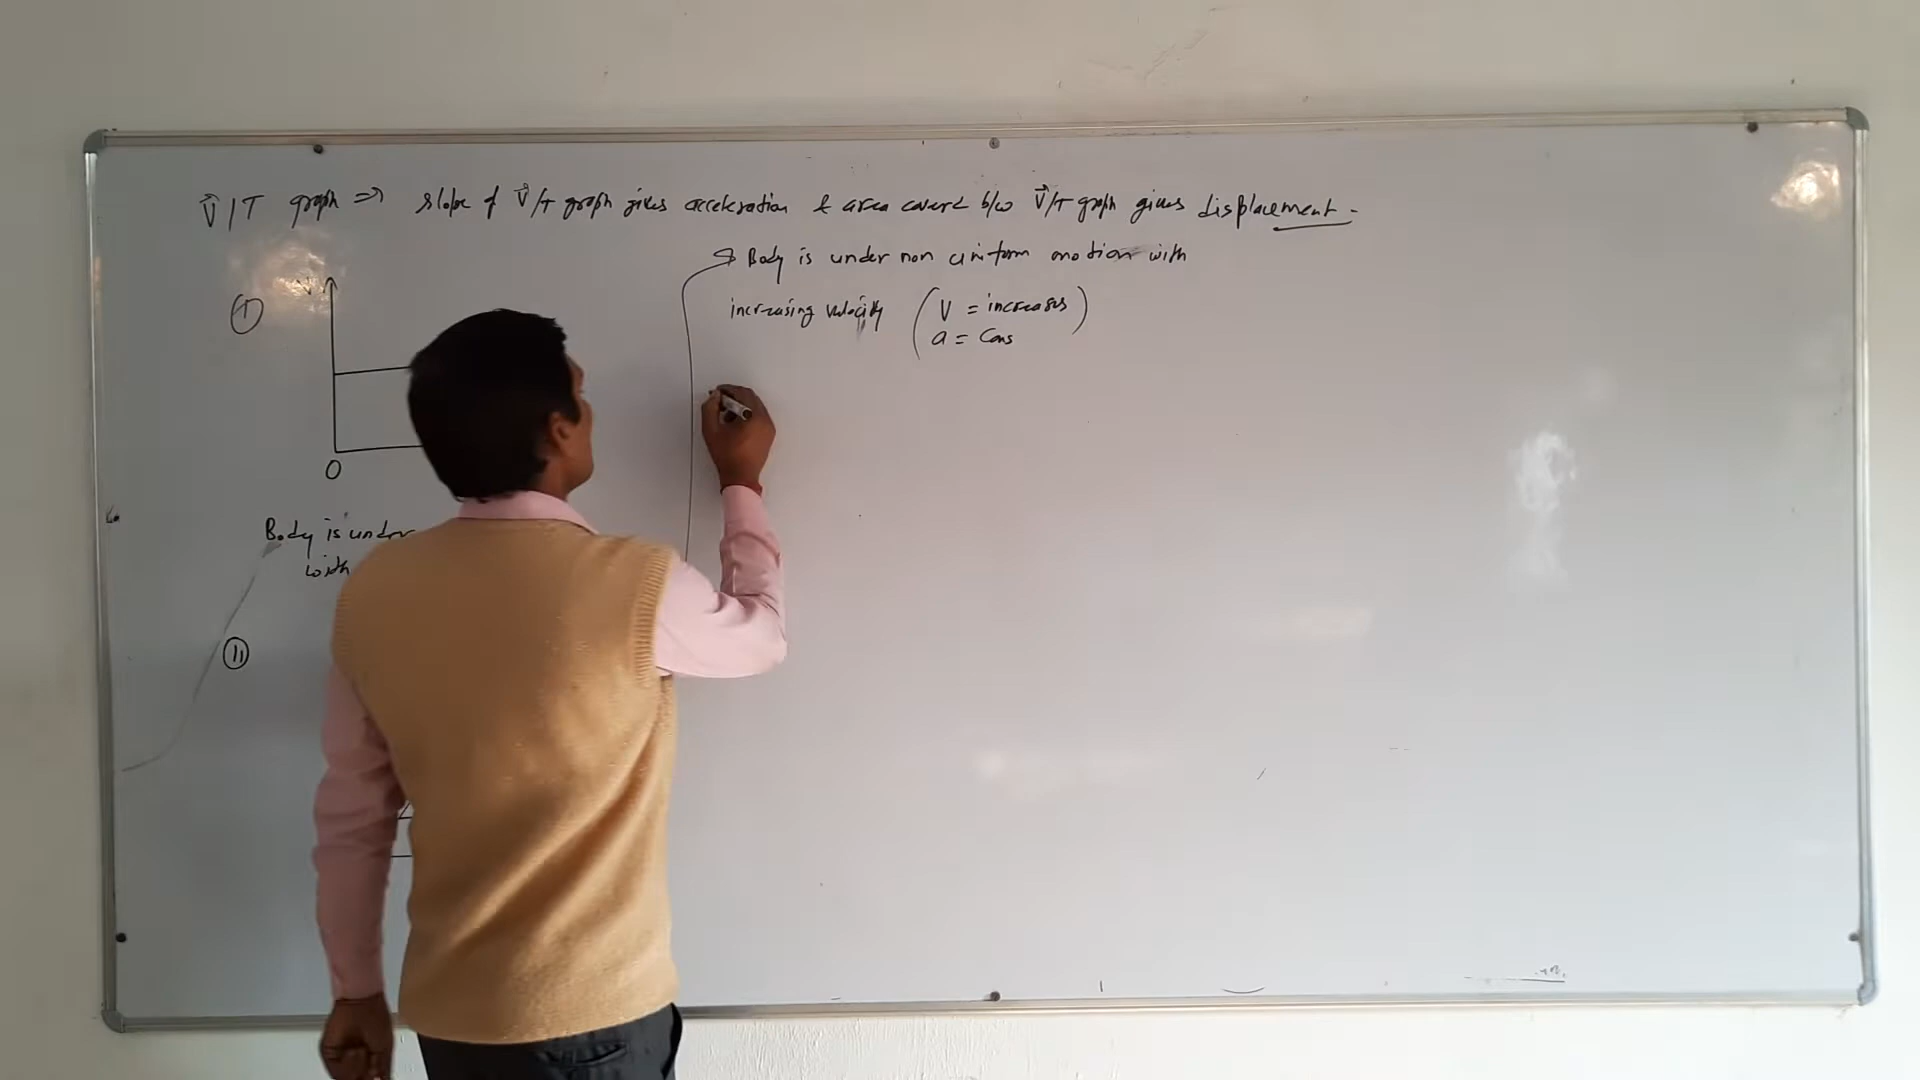 V⃗/T graph => slope of V⃗/T graph gives acceleration & area coverd b/w V⃗/T graph gives displacement.
→ Body is under non uniform motion with
increasing velocity (V = increases)
a = Cons
I
V
O
Body is under
with
II